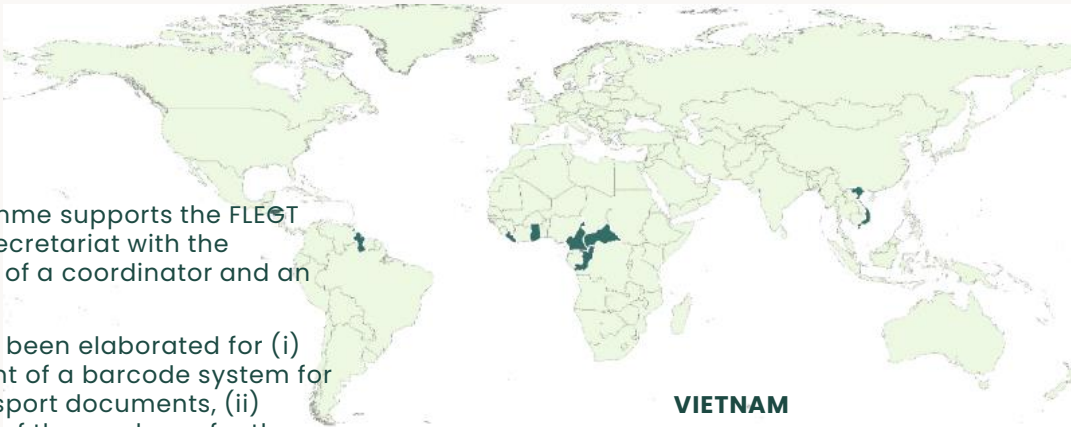 nme supports the FLEGT
ecretariat with the
of a coordinator and an
been elaborated for (i)
nt of a barcode system for
sport documents, (ii)
VIETNAM